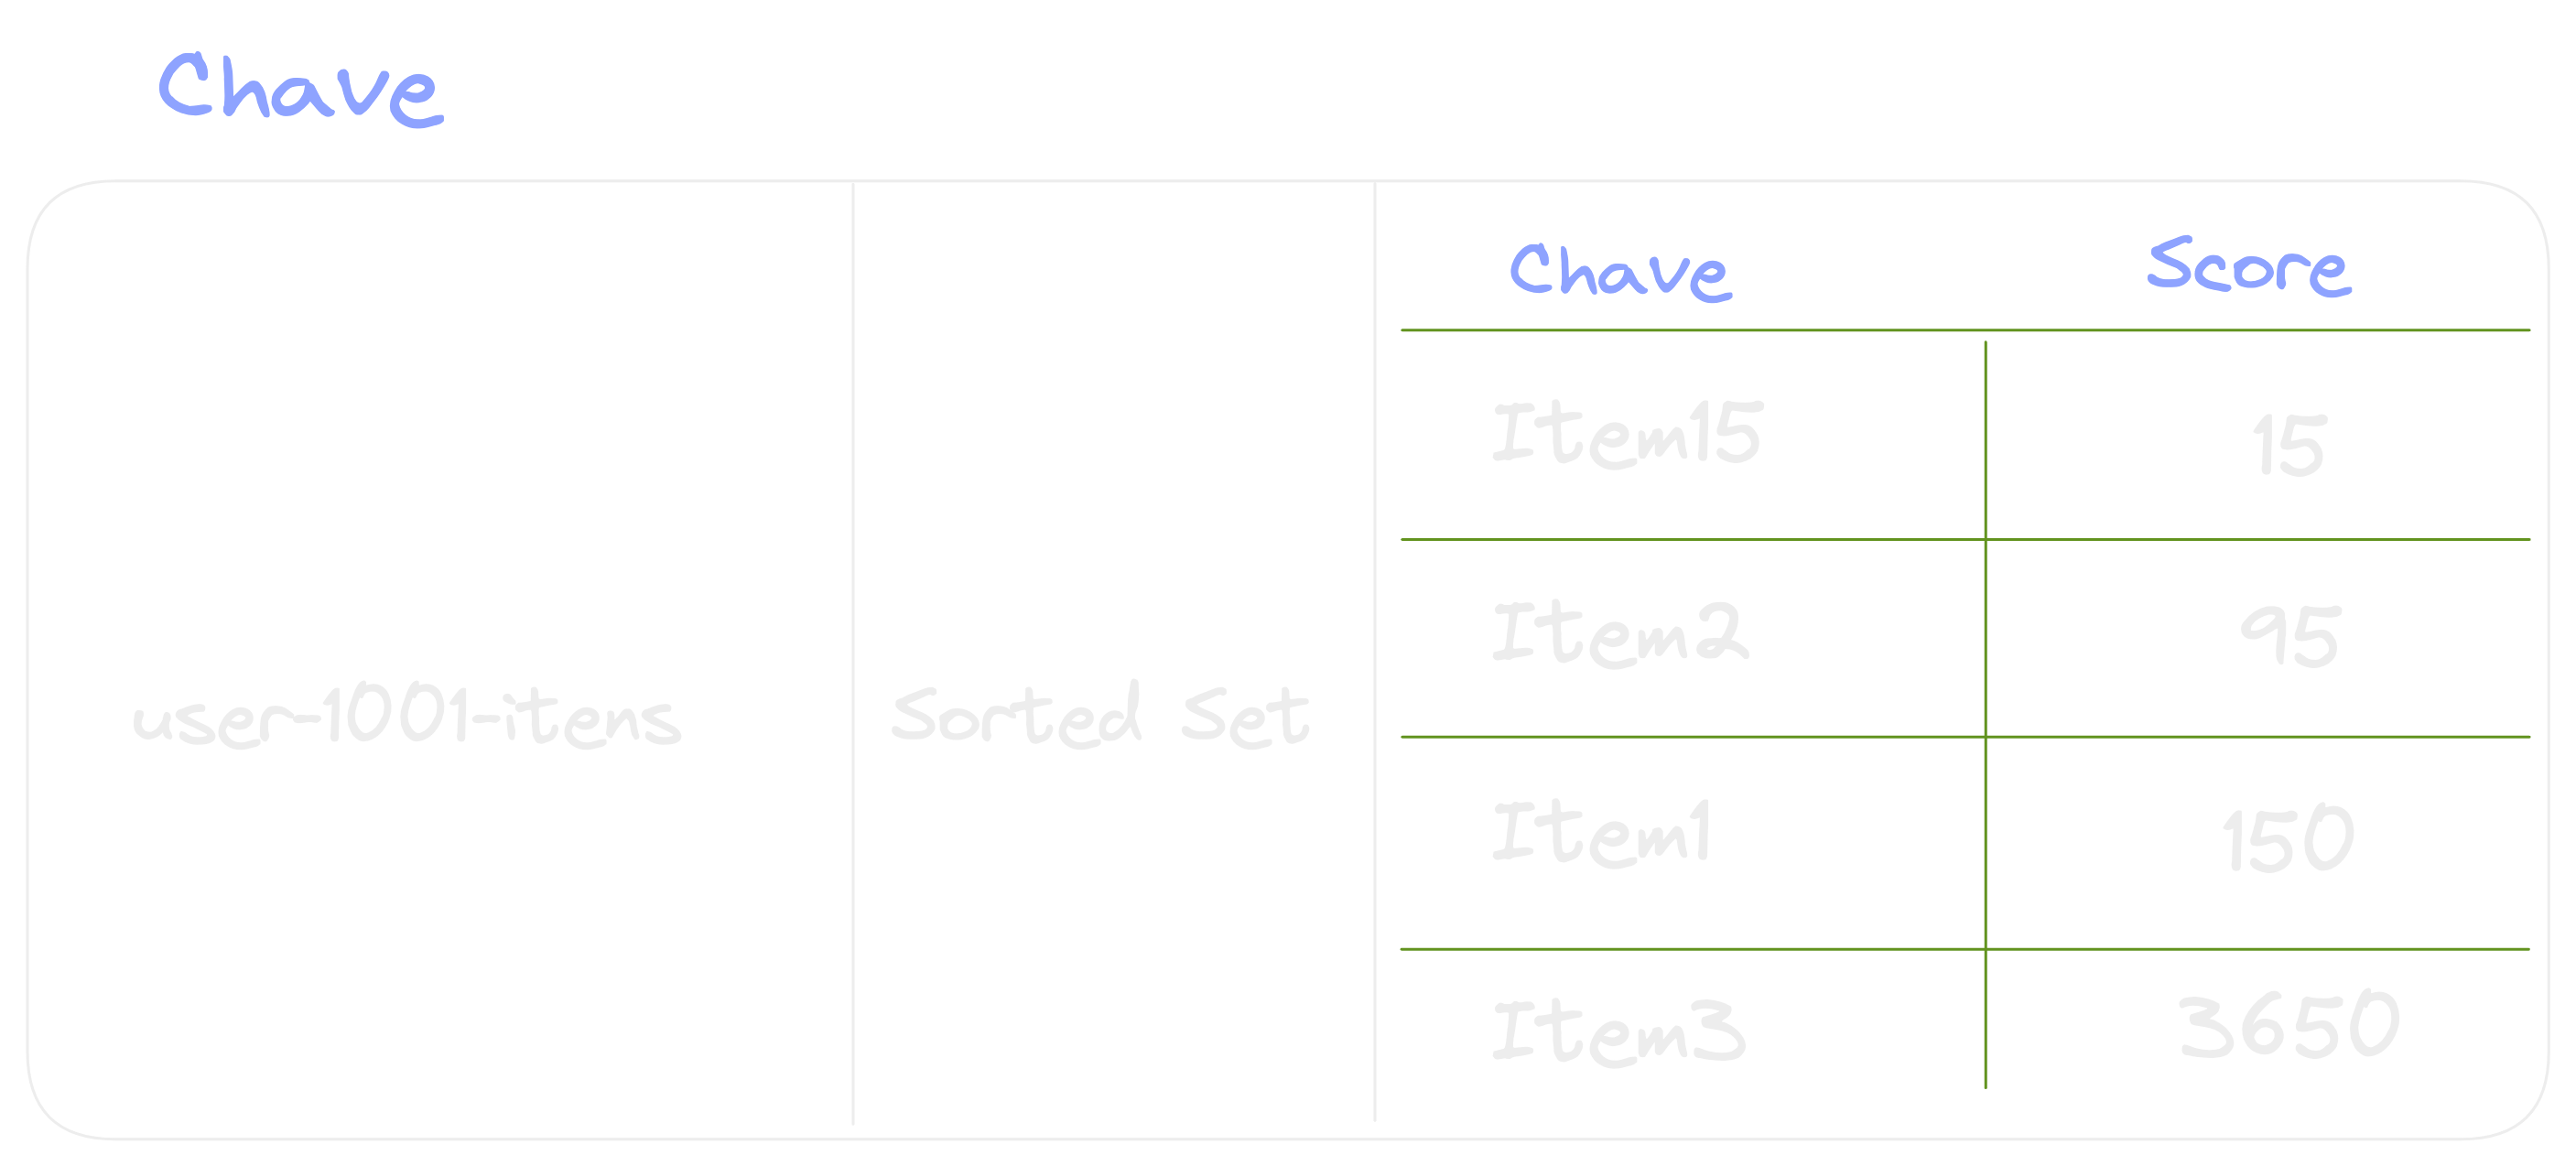 Chave
Chave Score
Item15 15
Item2 95
user-1001-itens Sorted Set
Item1 150
Item3 3650